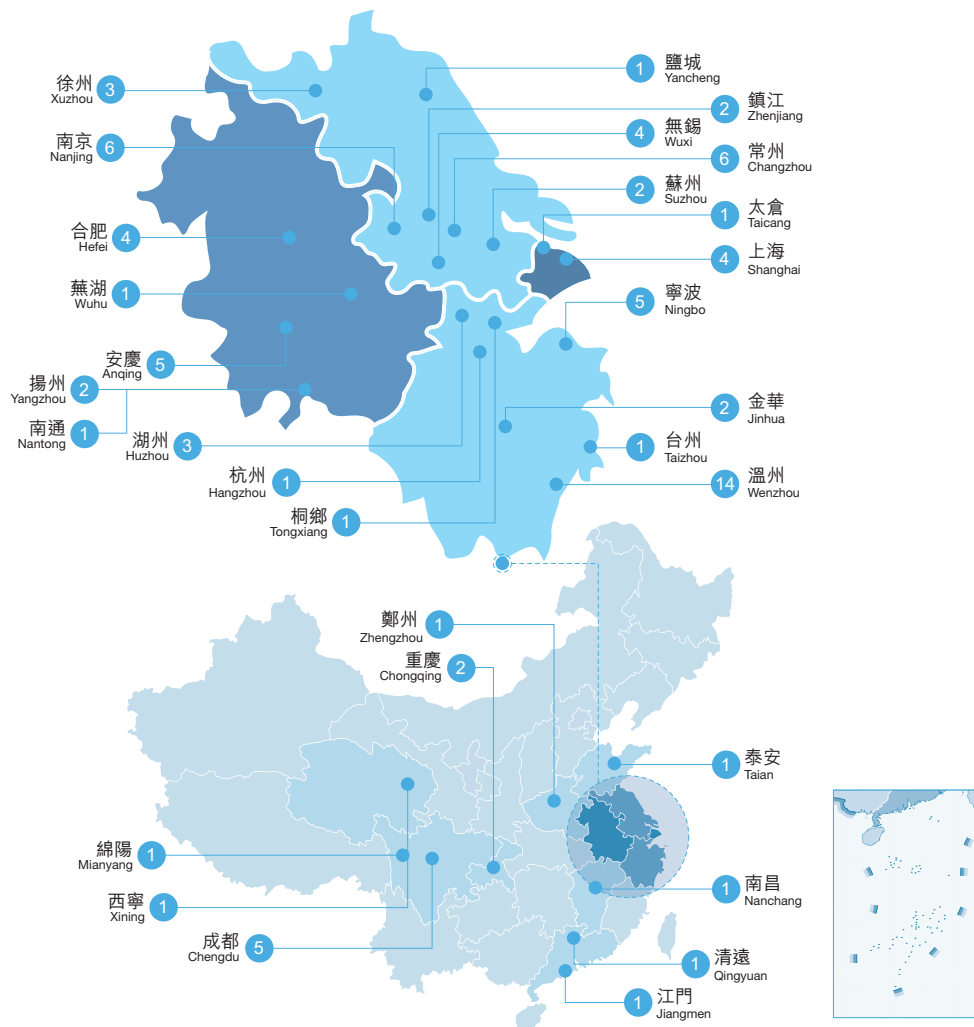 徐州
Xuzhou
3
南京
Nanjing
6
合肥
Hefei
4
蕪湖
Wuhu
1
安慶
Anqing
5
揚州
Yangzhou
2
南通
Nantong
1
湖州
Huzhou
3
杭州
Hangzhou
1
桐鄉
Tongxiang
1
1
鹽城
Yancheng
2
鎮江
Zhenjiang
4
無錫
Wuxi
6
常州
Changzhou
2
蘇州
Suzhou
1
太倉
Taicang
4
上海
Shanghai
5
寧波
Ningbo
2
金華
Jinhua
1
台州
Taizhou
14
溫州
Wenzhou
鄭州
Zhengzhou
1
重慶
Chongqing
2
1
泰安
Taian
綿陽
Mianyang
1
西寧
Xining
1
成都
Chengdu
5
1
南昌
Nanchang
1
清遠
Qingyuan
1
江門
Jiangmen